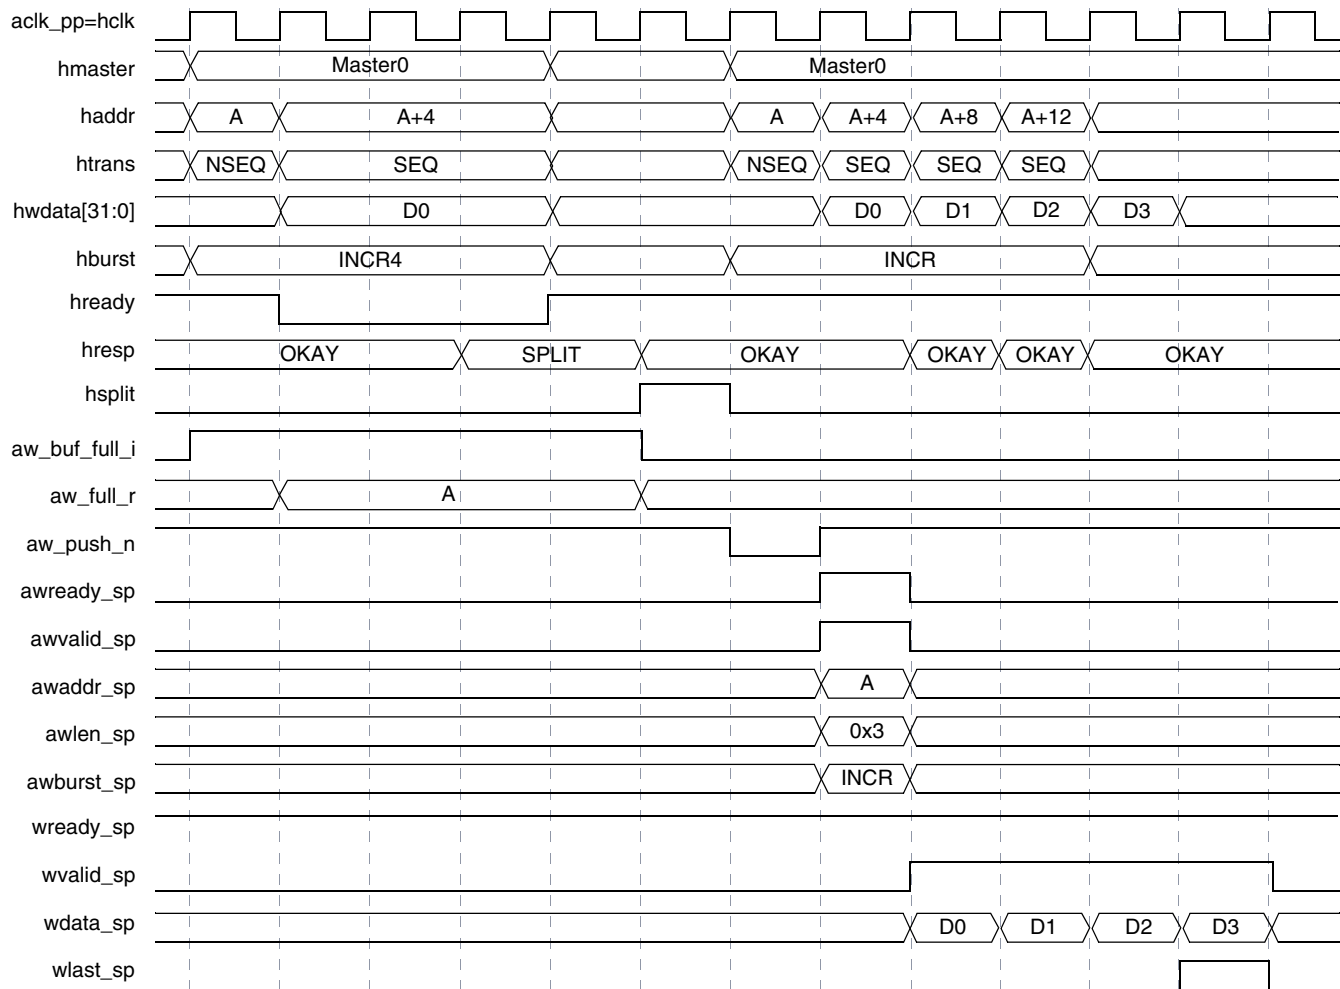 aclk_pp=hclk
hmaster Master0 Master0
haddr A A+4 A A+4 A+8 A+12
htrans NSEQ SEQ NSEQ SEQ SEQ SEQ
hwdata[31:0] D0 D0 D1 D2 D3
hburst INCR4 INCR
hready
hresp OKAY SPLIT OKAY OKAY OKAY OKAY
hsplit
aw_buf_full_i
aw_full_r A
aw_push_n
awready_sp
awvalid_sp
awaddr_sp A
awlen_sp 0x3
awburst_sp INCR
wready_sp
wvalid_sp
wdata_sp D0 D1 D2 D3
wlast_sp